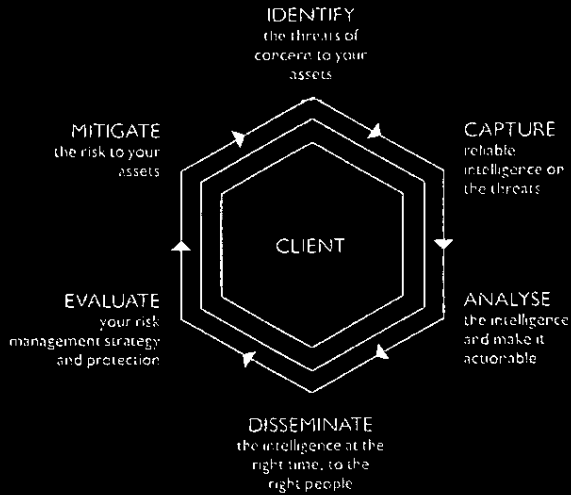 IDENTIFY
the threats of
concern to your
assets
MITIGATE
the risk to your
assets
CAPTURE
reliable
intelligence on
the threats
CLIENT
EVALUATE
your risk
management strategy
and protection
ANALYSE
the intelligence
and make it
actionable
DISSEMINATE
the intelligence at the
right time, to the
right people